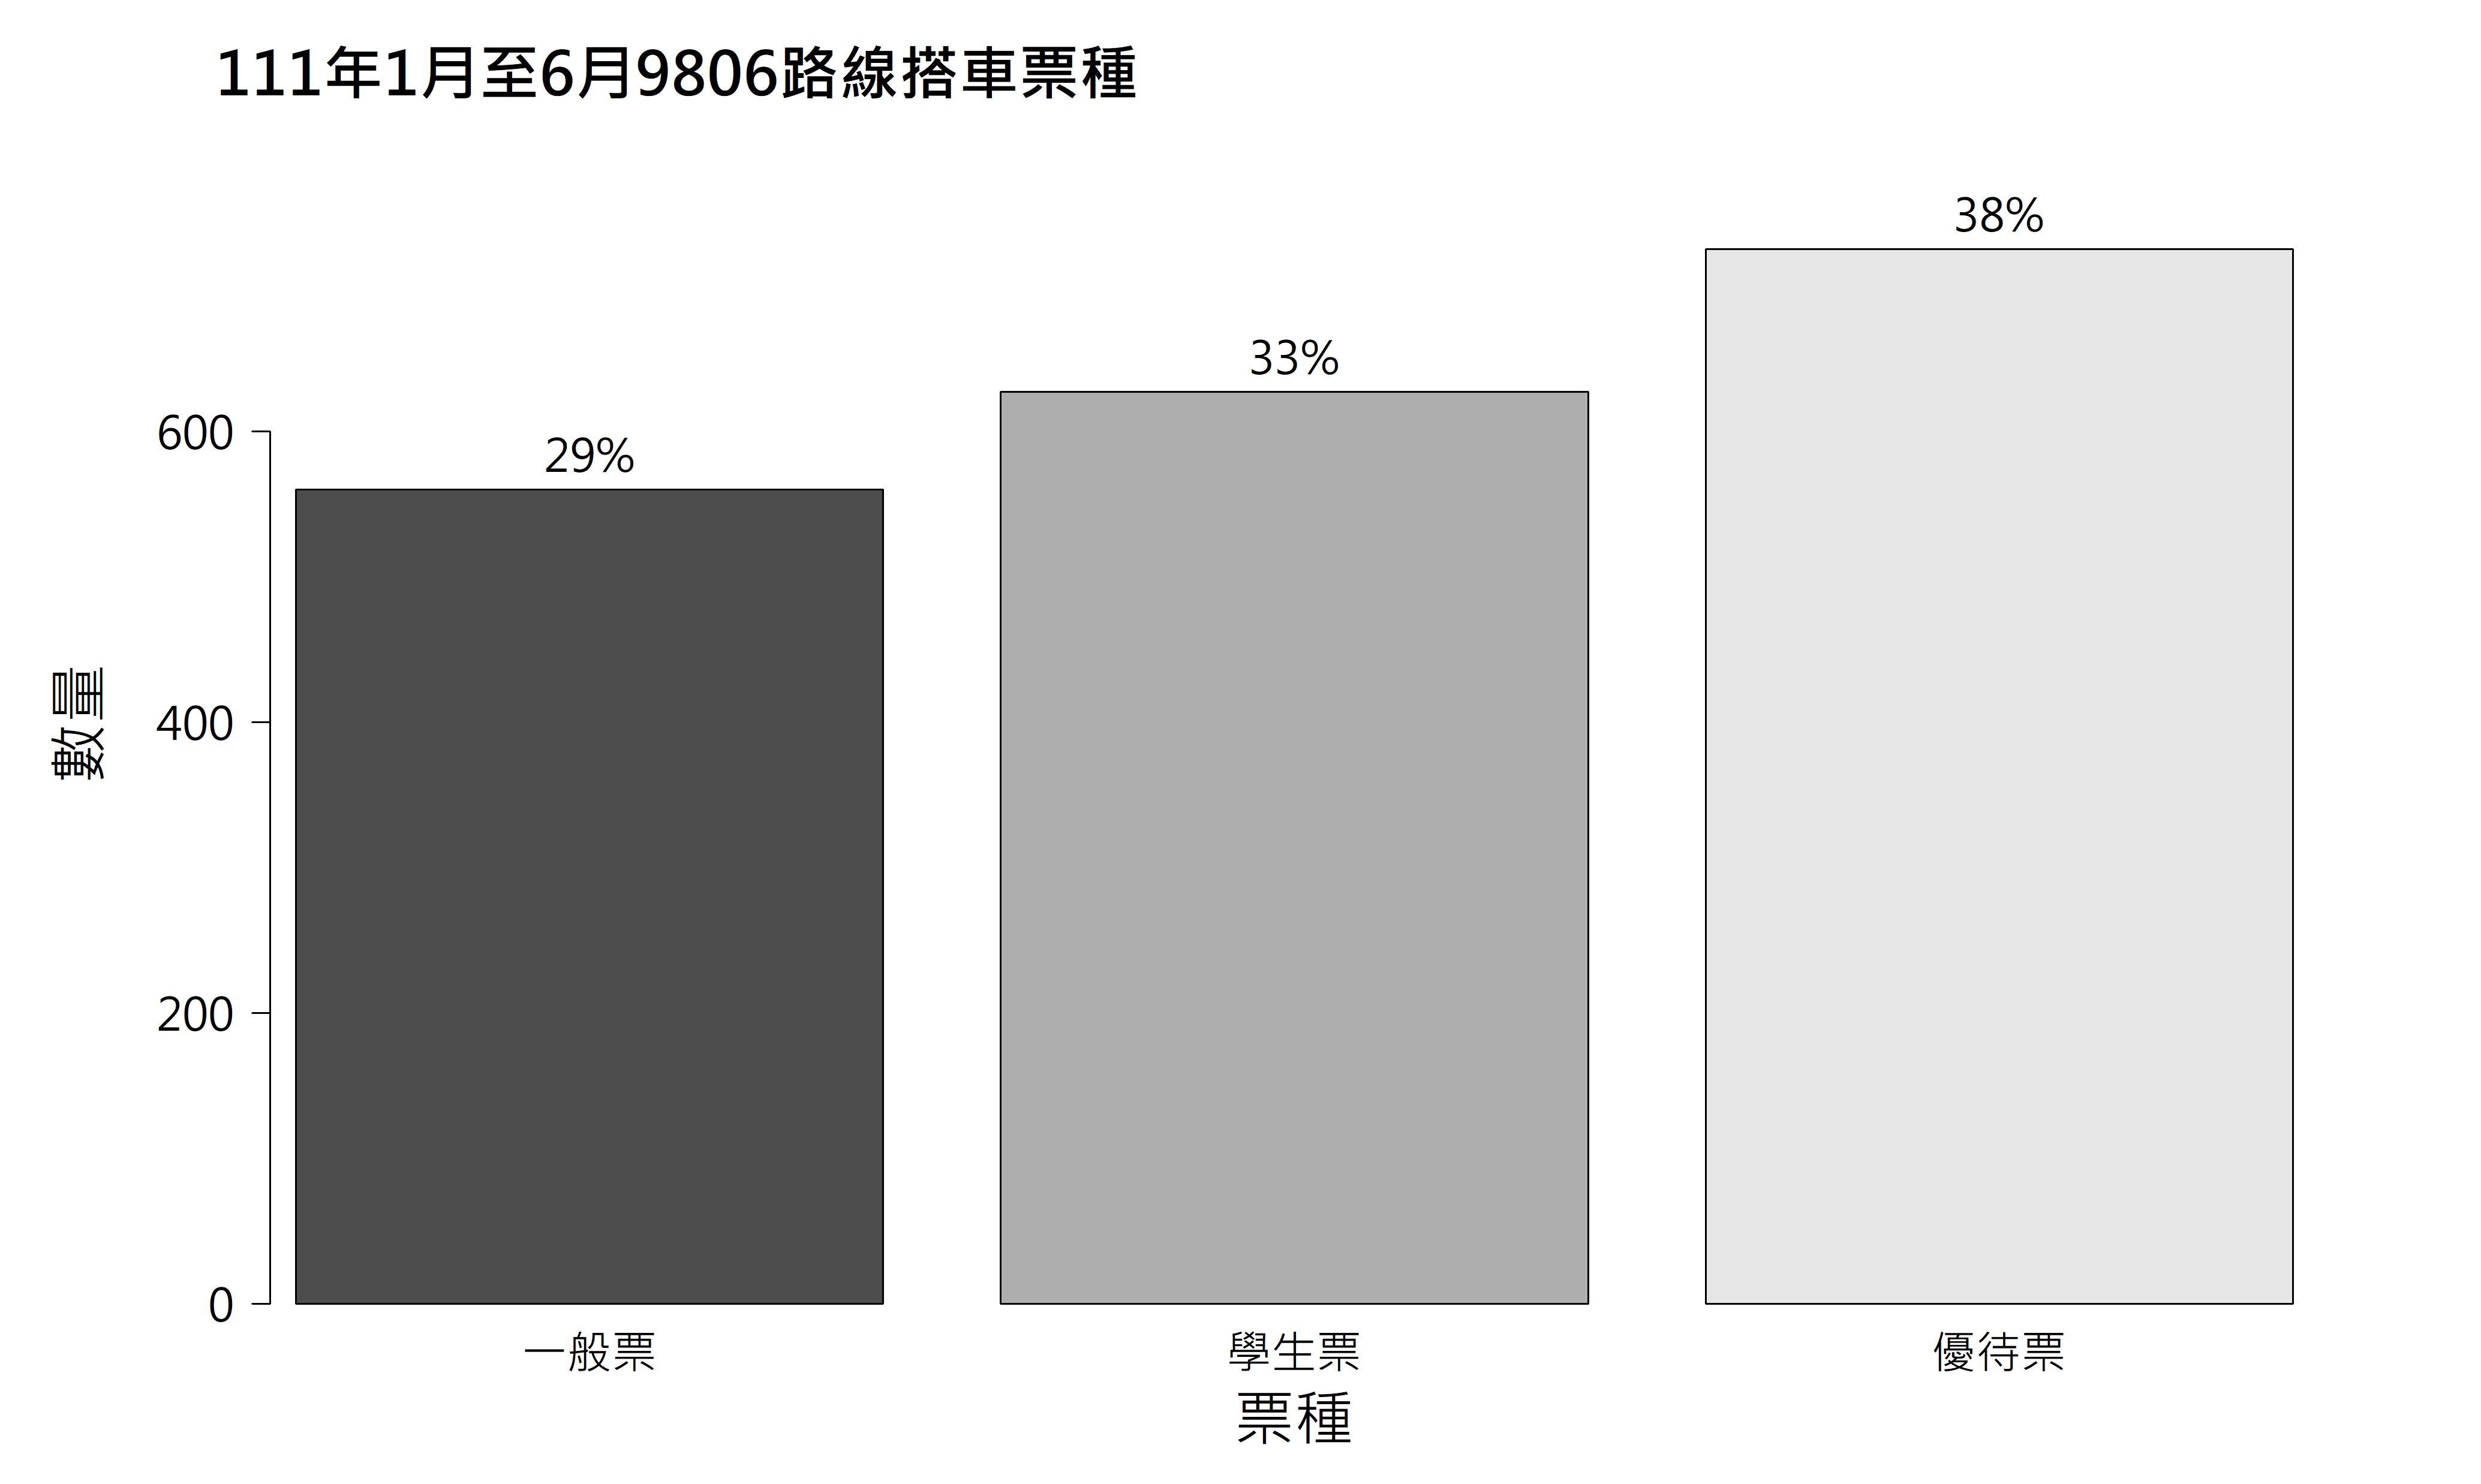 111年1月至6月9806路線搭車票種
38%
33%
29%
600
400
200
0
數量
一般票
學生票
優待票
票種